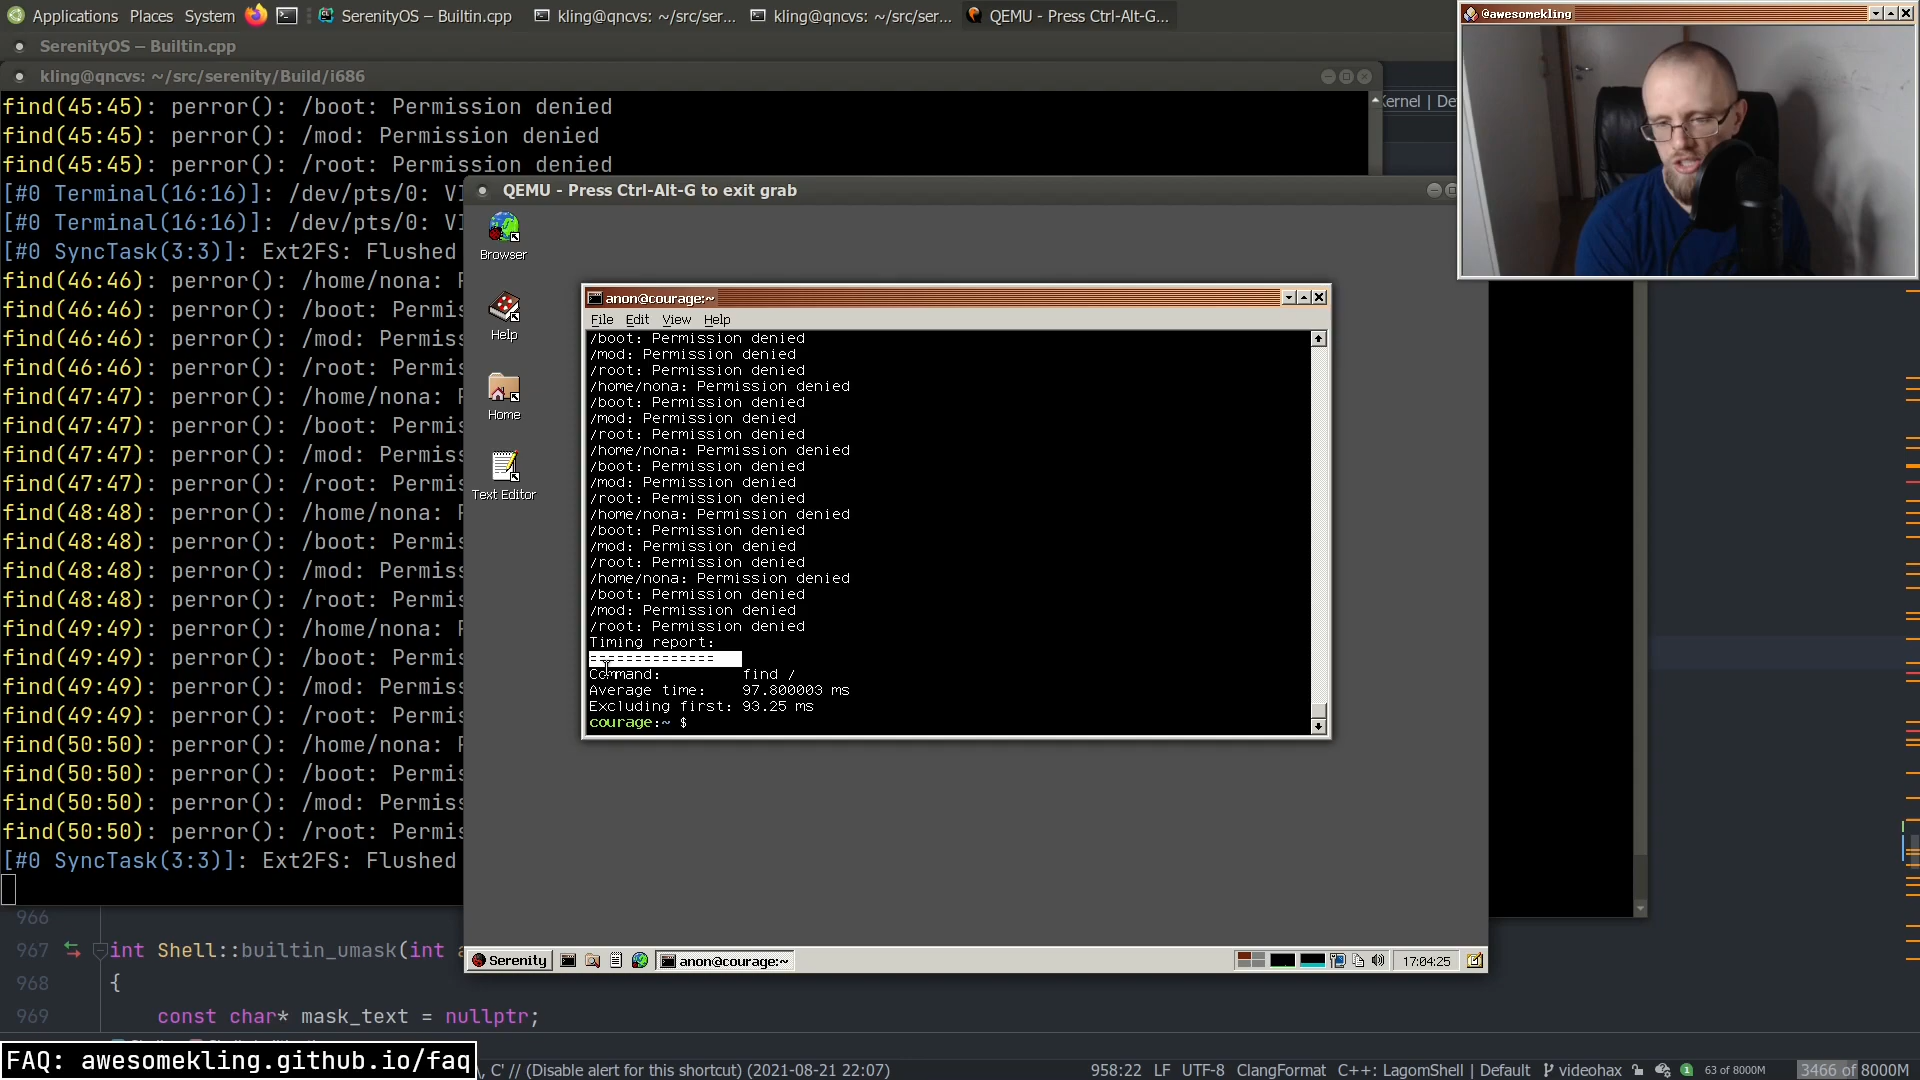 Applications Places System SerenityOS – Builtin.cpp kling@qncvs: ~/src/ser... kling@qncvs: ~/src/ser... QEMU - Press Ctrl-Alt-G...
@awesomekling
SerenityOS – Builtin.cpp
kling@qncvs: ~/src/serenity/Build/i686
Kernel | De
find(45:45): perror(): /boot: Permission denied
find(45:45): perror(): /mod: Permission denied
find(45:45): perror(): /root: Permission denied
[#0 Terminal(16:16)]: /dev/pts/0: VI
[#0 Terminal(16:16)]: /dev/pts/0: VI
[#0 SyncTask(3:3)]: Ext2FS: Flushed
find(46:46): perror(): /home/nona: P
find(46:46): perror(): /boot: Permis
find(46:46): perror(): /mod: Permiss
find(46:46): perror(): /root: Permis
find(47:47): perror(): /home/nona: P
find(47:47): perror(): /boot: Permis
find(47:47): perror(): /mod: Permiss
find(47:47): perror(): /root: Permis
find(48:48): perror(): /home/nona: P
find(48:48): perror(): /boot: Permis
find(48:48): perror(): /mod: Permiss
find(48:48): perror(): /root: Permis
find(49:49): perror(): /home/nona: P
find(49:49): perror(): /boot: Permis
find(49:49): perror(): /mod: Permiss
find(49:49): perror(): /root: Permis
find(50:50): perror(): /home/nona: P
find(50:50): perror(): /boot: Permis
find(50:50): perror(): /mod: Permiss
find(50:50): perror(): /root: Permis
[#0 SyncTask(3:3)]: Ext2FS: Flushed
QEMU - Press Ctrl-Alt-G to exit grab
Browser
Help
Home
Text Editor
anon@courage:~
File Edit View Help
/boot: Permission denied
/mod: Permission denied
/root: Permission denied
/home/nona: Permission denied
/boot: Permission denied
/mod: Permission denied
/root: Permission denied
/home/nona: Permission denied
/boot: Permission denied
/mod: Permission denied
/root: Permission denied
/home/nona: Permission denied
/boot: Permission denied
/mod: Permission denied
/root: Permission denied
/home/nona: Permission denied
/boot: Permission denied
/mod: Permission denied
/root: Permission denied
Timing report:
==============
Command: find /
Average time: 97.800003 ms
Excluding first: 93.25 ms
courage:~ $
Serenity anon@courage:~ 17:04:25
966
967 int Shell::builtin_umask(int a
968 {
969 const char* mask_text = nullptr;
FAQ: awesomekling.github.io/faq
, C' // (Disable alert for this shortcut) (2021-08-21 22:07) 958:22 LF UTF-8 ClangFormat C++: LagomShell | Default videohax 1 63 of 8000M 3466 of 8000M